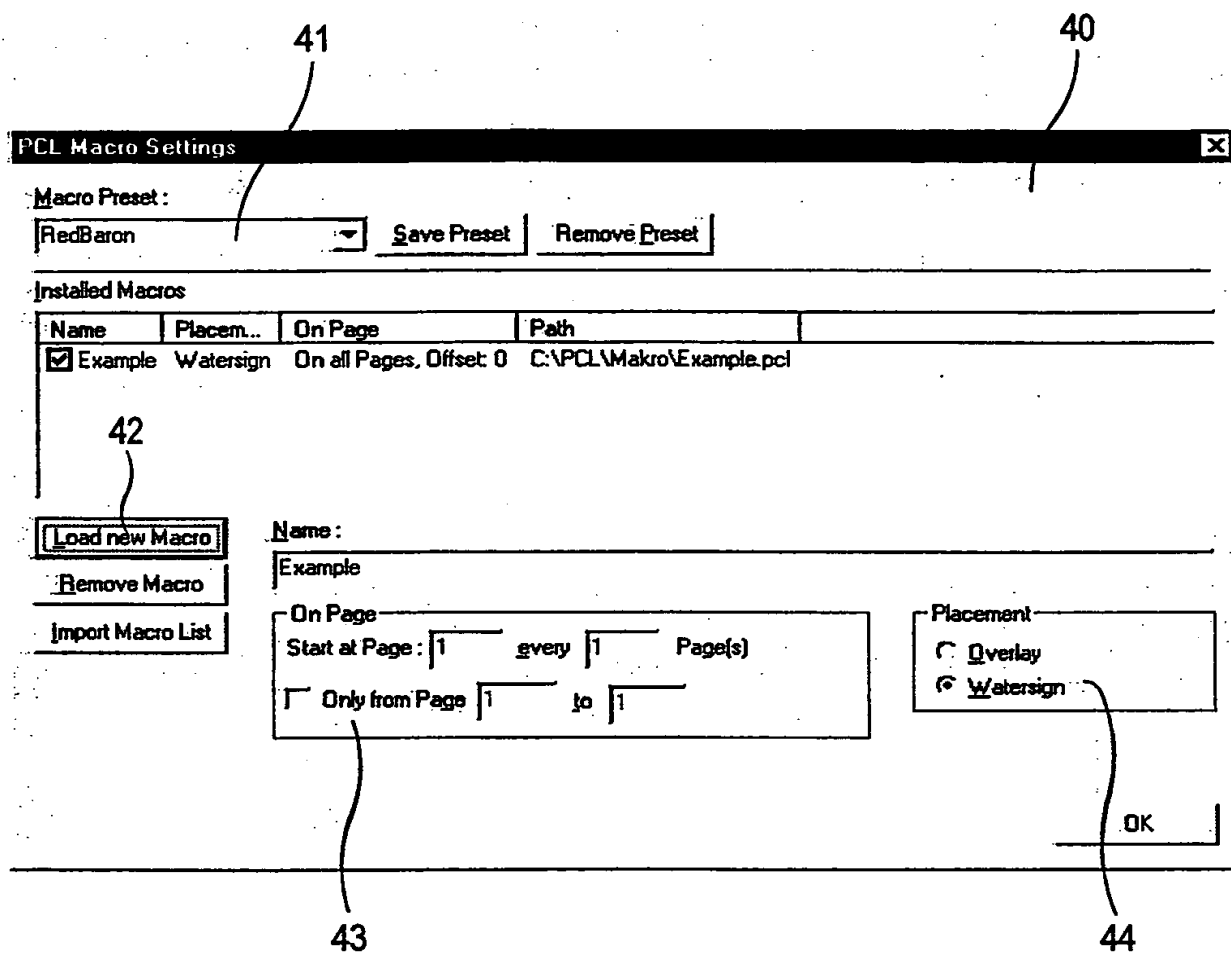 41 40
PCL Macro Settings
Macro Preset :
RedBaron Save Preset Remove Preset
Installed Macros
Name Placem... On Page Path
Example Watersign On all Pages, Offset: 0 C:\PCL\Makro\Example.pcl
42
Load new Macro Name :
Example
Remove Macro
Import Macro List
On Page
Start at Page : 1 every 1 Page(s)
Only from Page 1 to 1
Placement
Overlay
Watersign
OK
43 44